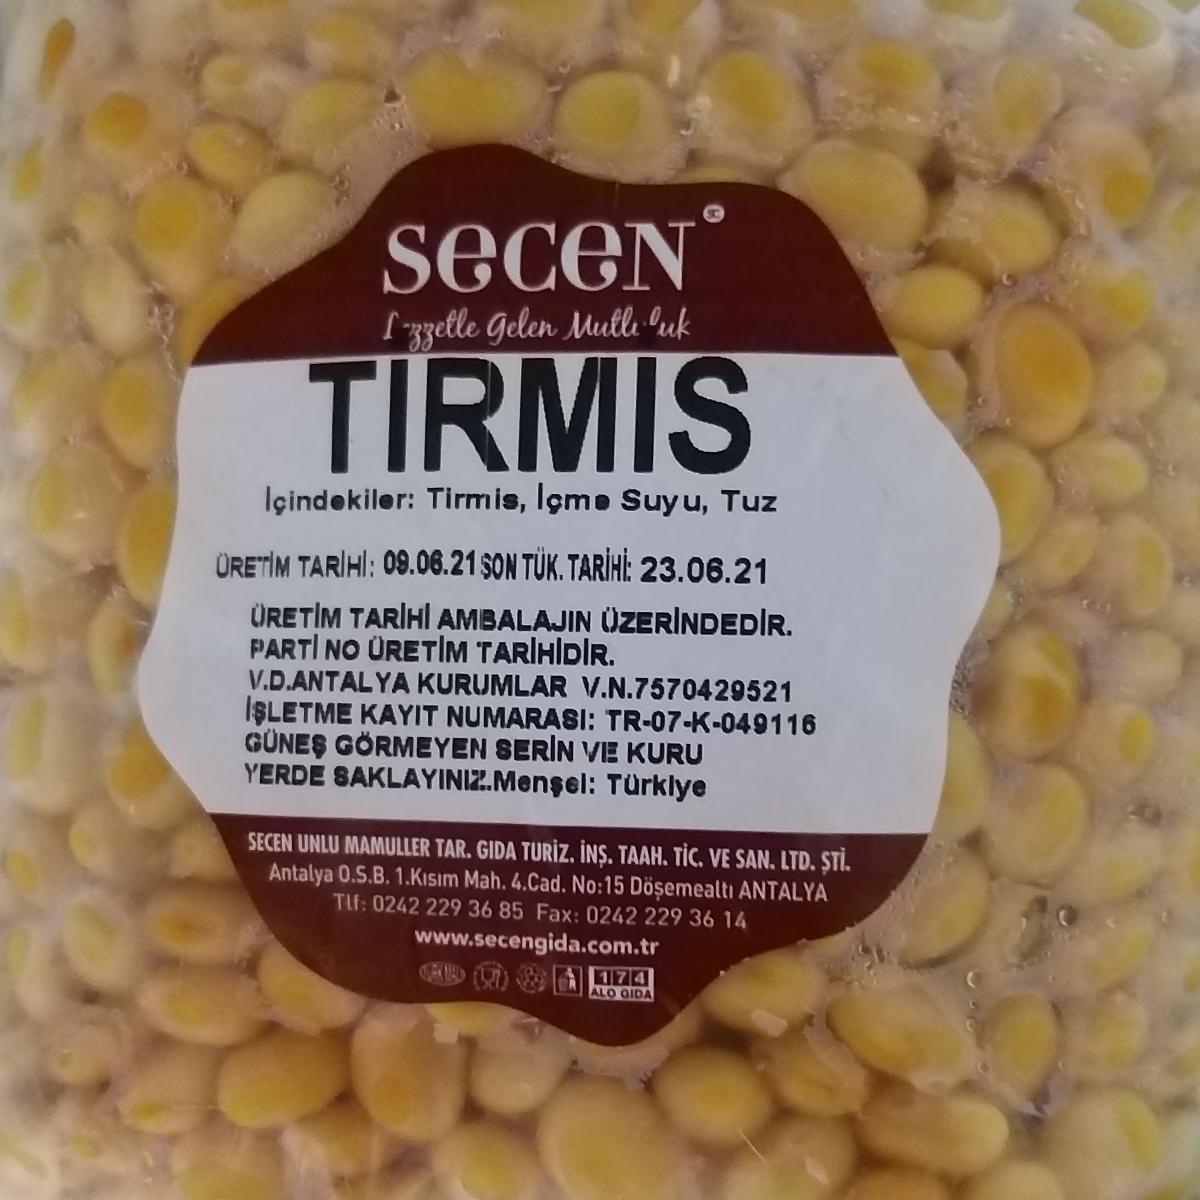 SECEN
Lezzetle Gelen Mutluluk
TIRMIS
İçindekiler: Tirmis, İçme Suyu, Tuz
ÜRETİM TARİHİ: 09.06.21 SON TÜK. TARİHİ: 23.06.21
ÜRETİM TARİHİ AMBALAJIN ÜZERİNDEDİR.
PARTİ NO ÜRETİM TARİHİDİR.
V.D.ANTALYA KURUMLAR V.N.7570429521
İŞLETME KAYIT NUMARASI: TR-07-K-049116
GÜNEŞ GÖRMEYEN SERİN VE KURU
YERDE SAKLAYINIZ.Menşei: Türkiye
SECEN UNLU MAMULLER TAR. GIDA TURİZ. İNŞ. TAAH. TİC. VE SAN. LTD. ŞTİ.
Antalya O.S.B. 1.Kısım Mah. 4.Cad. No:15 Döşemealtı ANTALYA
Tlf: 0242 229 36 85 Fax: 0242 229 36 14
www.secengida.com.tr
174
ALO GIDA